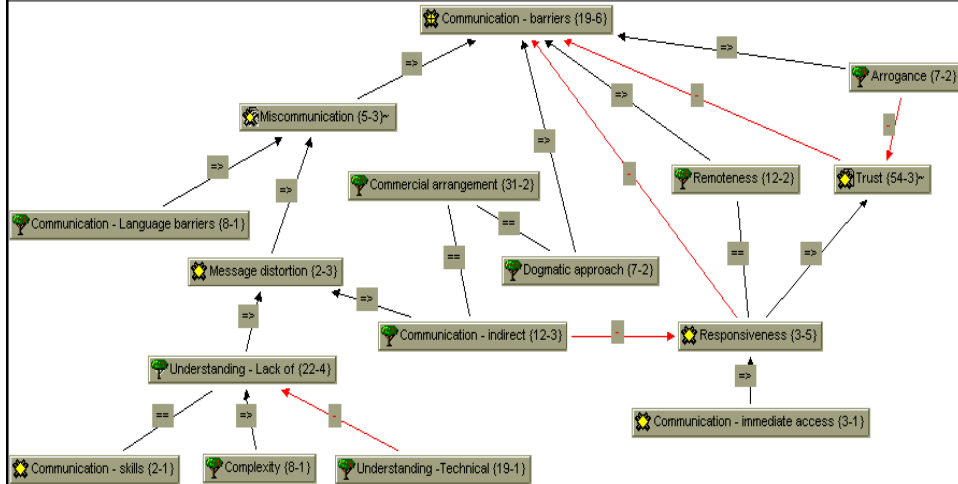 Communication - barriers {19-6}
=>
=>
Arrogance {7-2}
=>
-
Miscommunication {5-3}~
-
=>
=>
-
Commercial arrangement {31-2}
Remoteness {12-2}
Trust {54-3}~
=>
Communication - Language barriers {8-1}
==
==
==
=>
Message distortion {2-3}
Dogmatic approach {7-2}
=>
=>
Communication - indirect {12-3}
-
Responsiveness {3-5}
Understanding - Lack of {22-4}
=>
==
=>
-
Communication - immediate access {3-1}
Communication - skills {2-1}
Complexity {8-1}
Understanding -Technical {19-1}